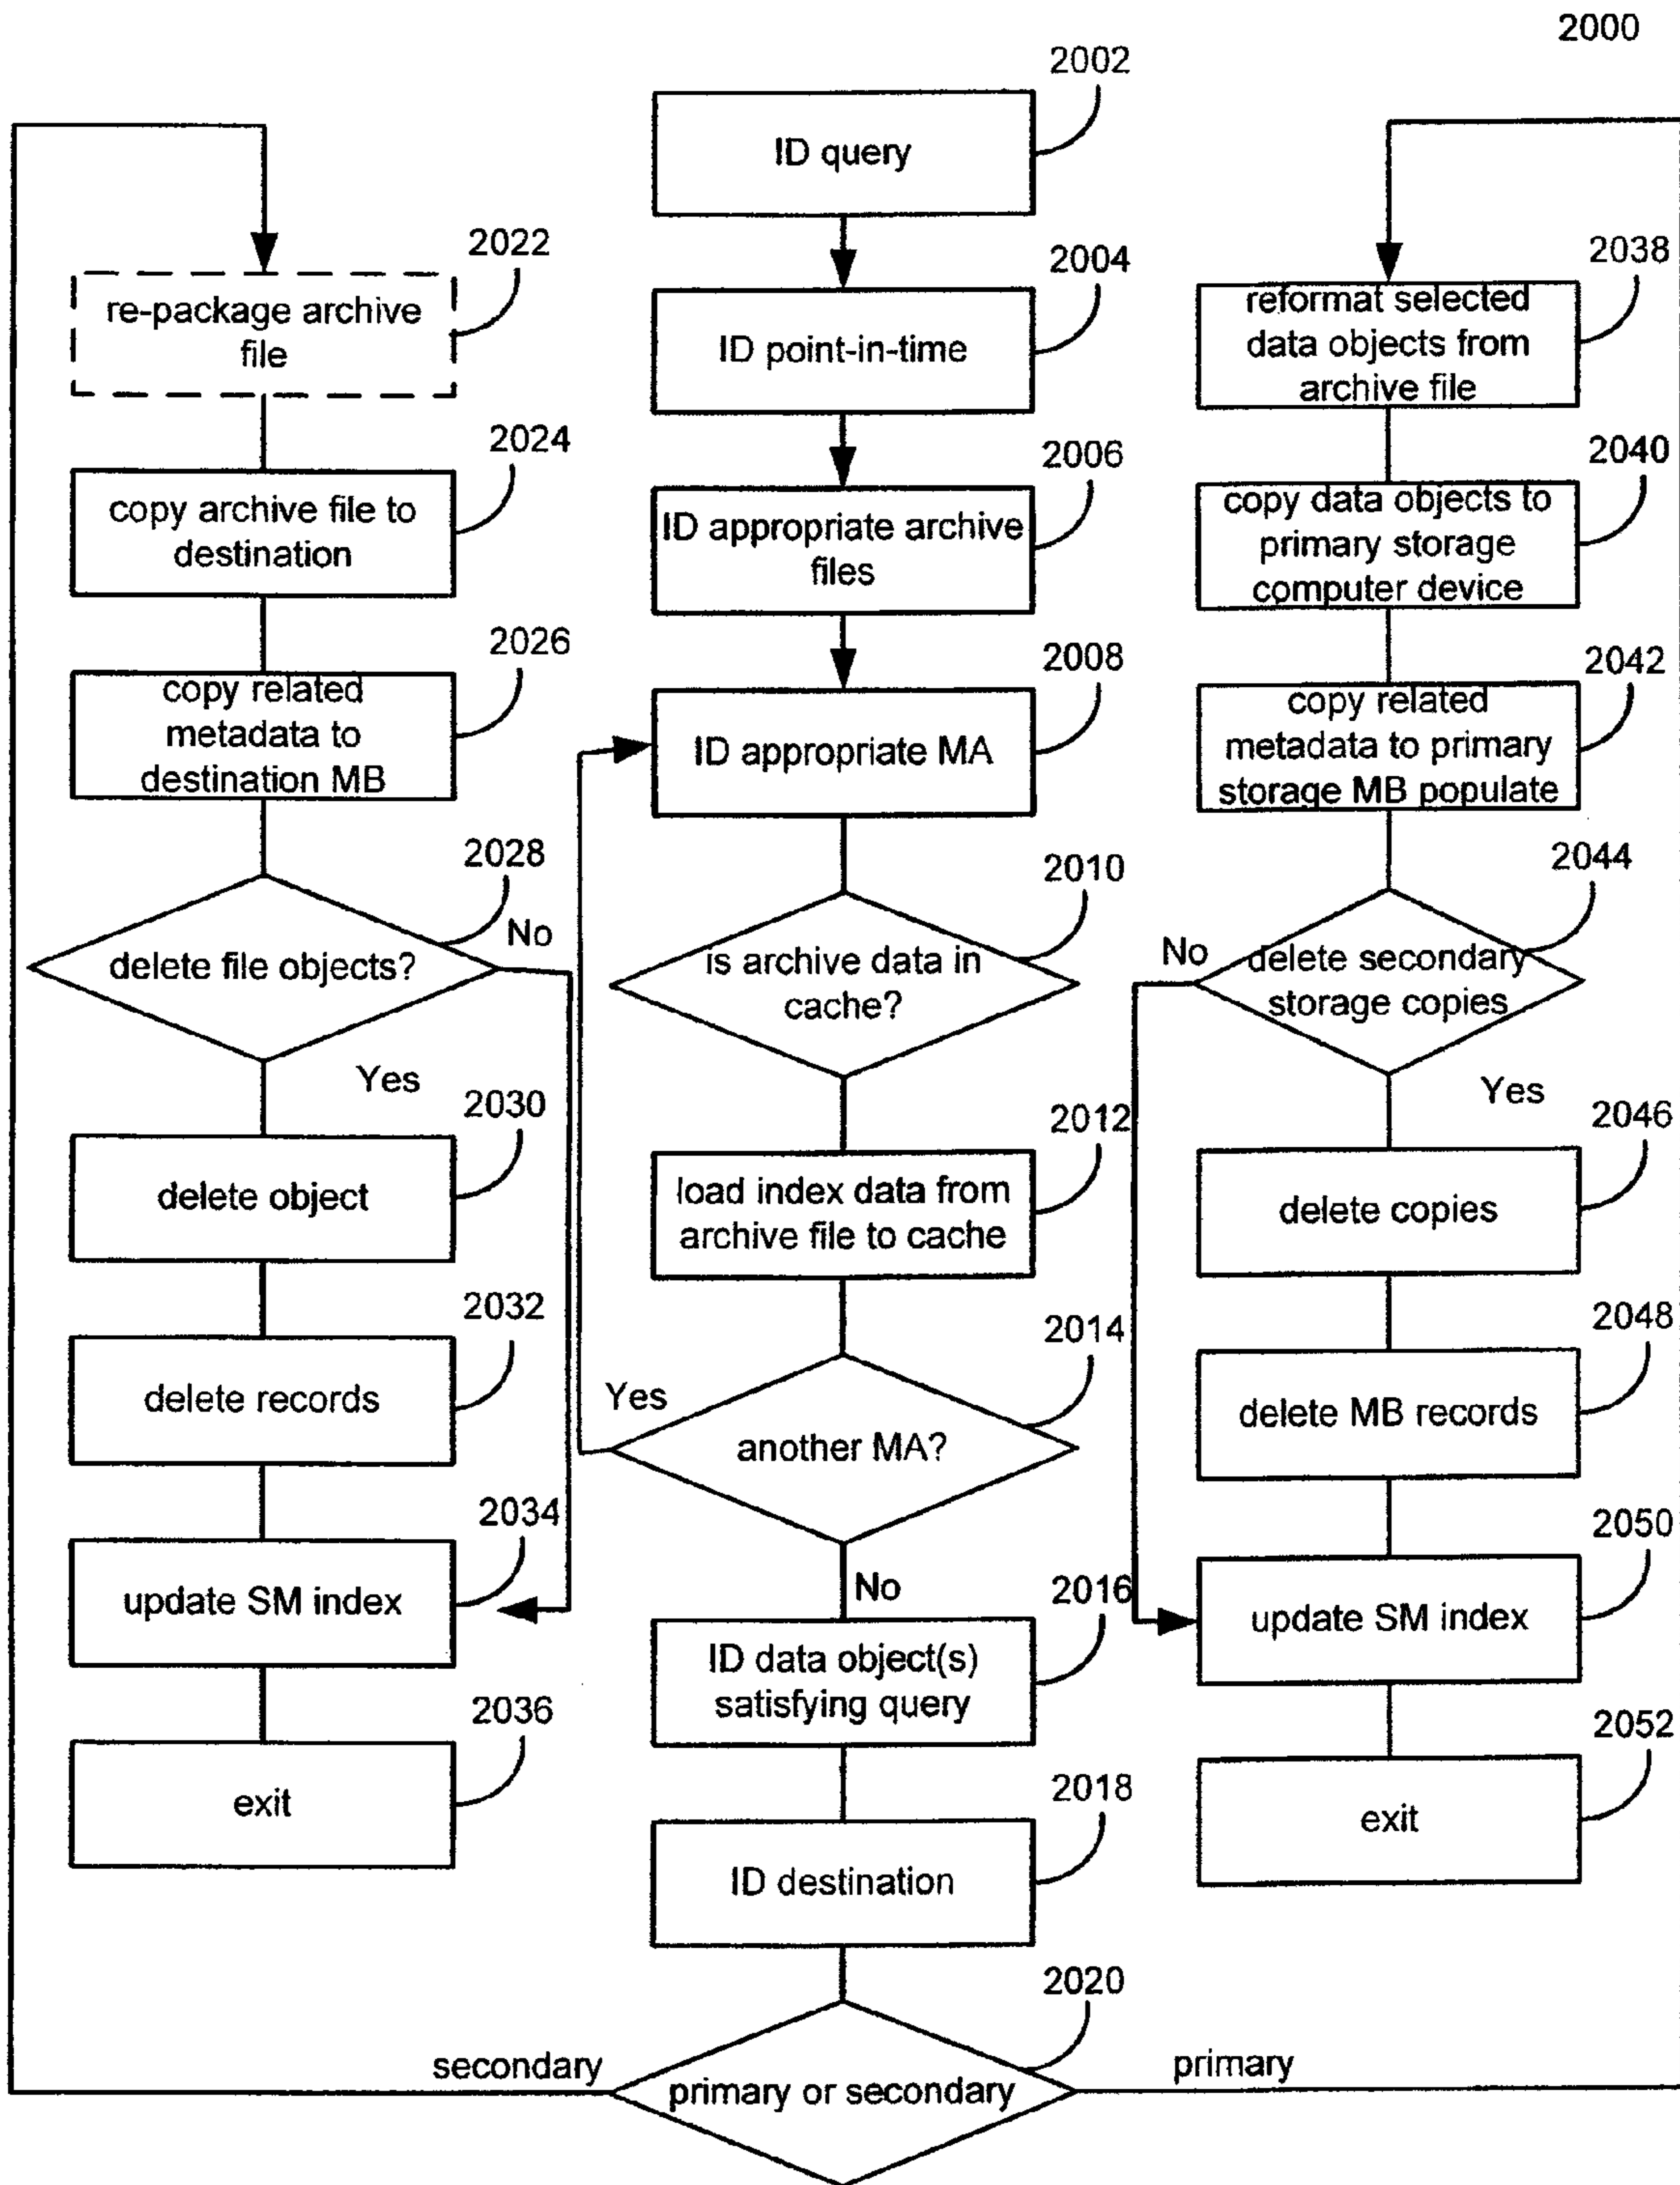 2000
2002
ID query
2004
ID point-in-time
2006
ID appropriate archive
files
2008
ID appropriate MA
2010
is archive data in
cache?
2012
load index data from
archive file to cache
2014
Yes
another MA?
No
2016
ID data object(s)
satisfying query
2018
ID destination
2020
secondary
primary or secondary
primary
2022
re-package archive
file
2024
copy archive file to
destination
2026
copy related
metadata to
destination MB
2028
No
delete file objects?
Yes
2030
delete object
2032
delete records
2034
update SM index
2036
exit
2038
reformat selected
data objects from
archive file
2040
copy data objects to
primary storage
computer device
2042
copy related
metadata to primary
storage MB populate
2044
No
delete secondary
storage copies
Yes
2046
delete copies
2048
delete MB records
2050
update SM index
2052
exit